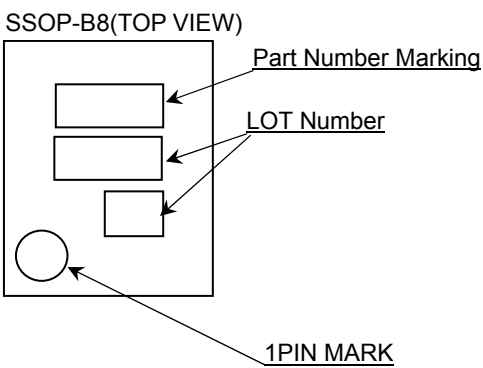 SSOP-B8(TOP VIEW)
Part Number Marking
LOT Number
1PIN MARK